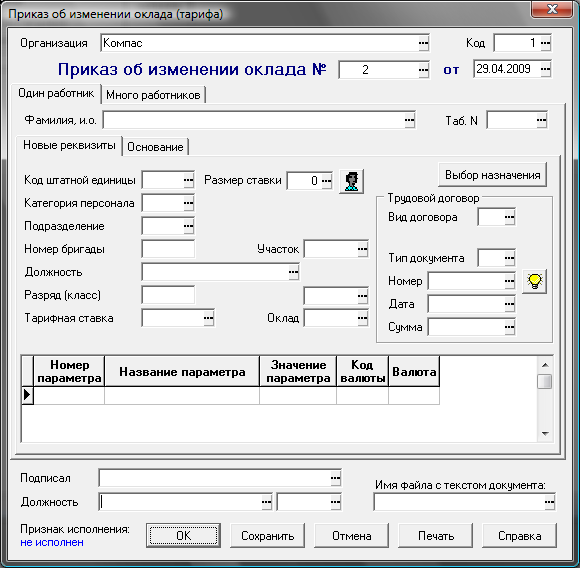 Приказ об изменении оклада (тарифа)
Организация Компас ... Код 1 ...
Приказ об изменении оклада № 2 ... от 29.04.2009 ...
Один работник Много работников
Фамилия, и.о. ... Таб. N ...
Новые реквизиты Основание
Выбор назначения
Код штатной единицы ... Размер ставки 0 ...
Трудовой договор
Категория персонала ... Вид договора ...
Подразделение ...
Номер бригады Участок ...
Тип документа ...
Должность ... Номер ...
Разряд (класс) ... Дата ...
Тарифная ставка ... Оклад ... Сумма ...
Номер параметра Название параметра Значение параметра Код валюты Валюта
Подписал ...
Имя файла с текстом документа:
Должность ... ... ...
Признак исполнения:
не исполнен
OK Сохранить Отмена Печать Справка